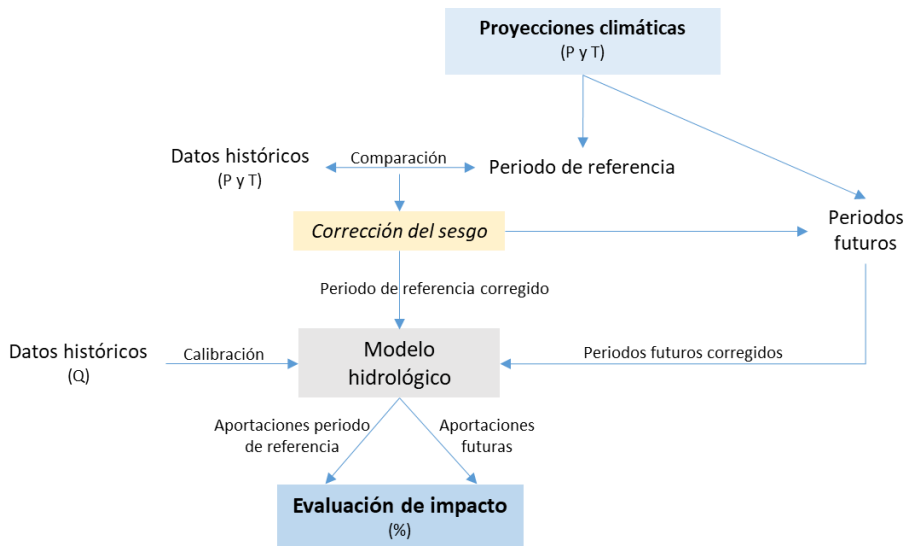 Proyecciones climáticas
(P y T)
Datos históricos
(P y T)
Comparación
Periodo de referencia
Corrección del sesgo
Periodos
futuros
Periodo de referencia corregido
Datos históricos
(Q)
Calibración
Modelo
hidrológico
Periodos futuros corregidos
Aportaciones periodo
de referencia
Aportaciones
futuras
Evaluación de impacto
(%)